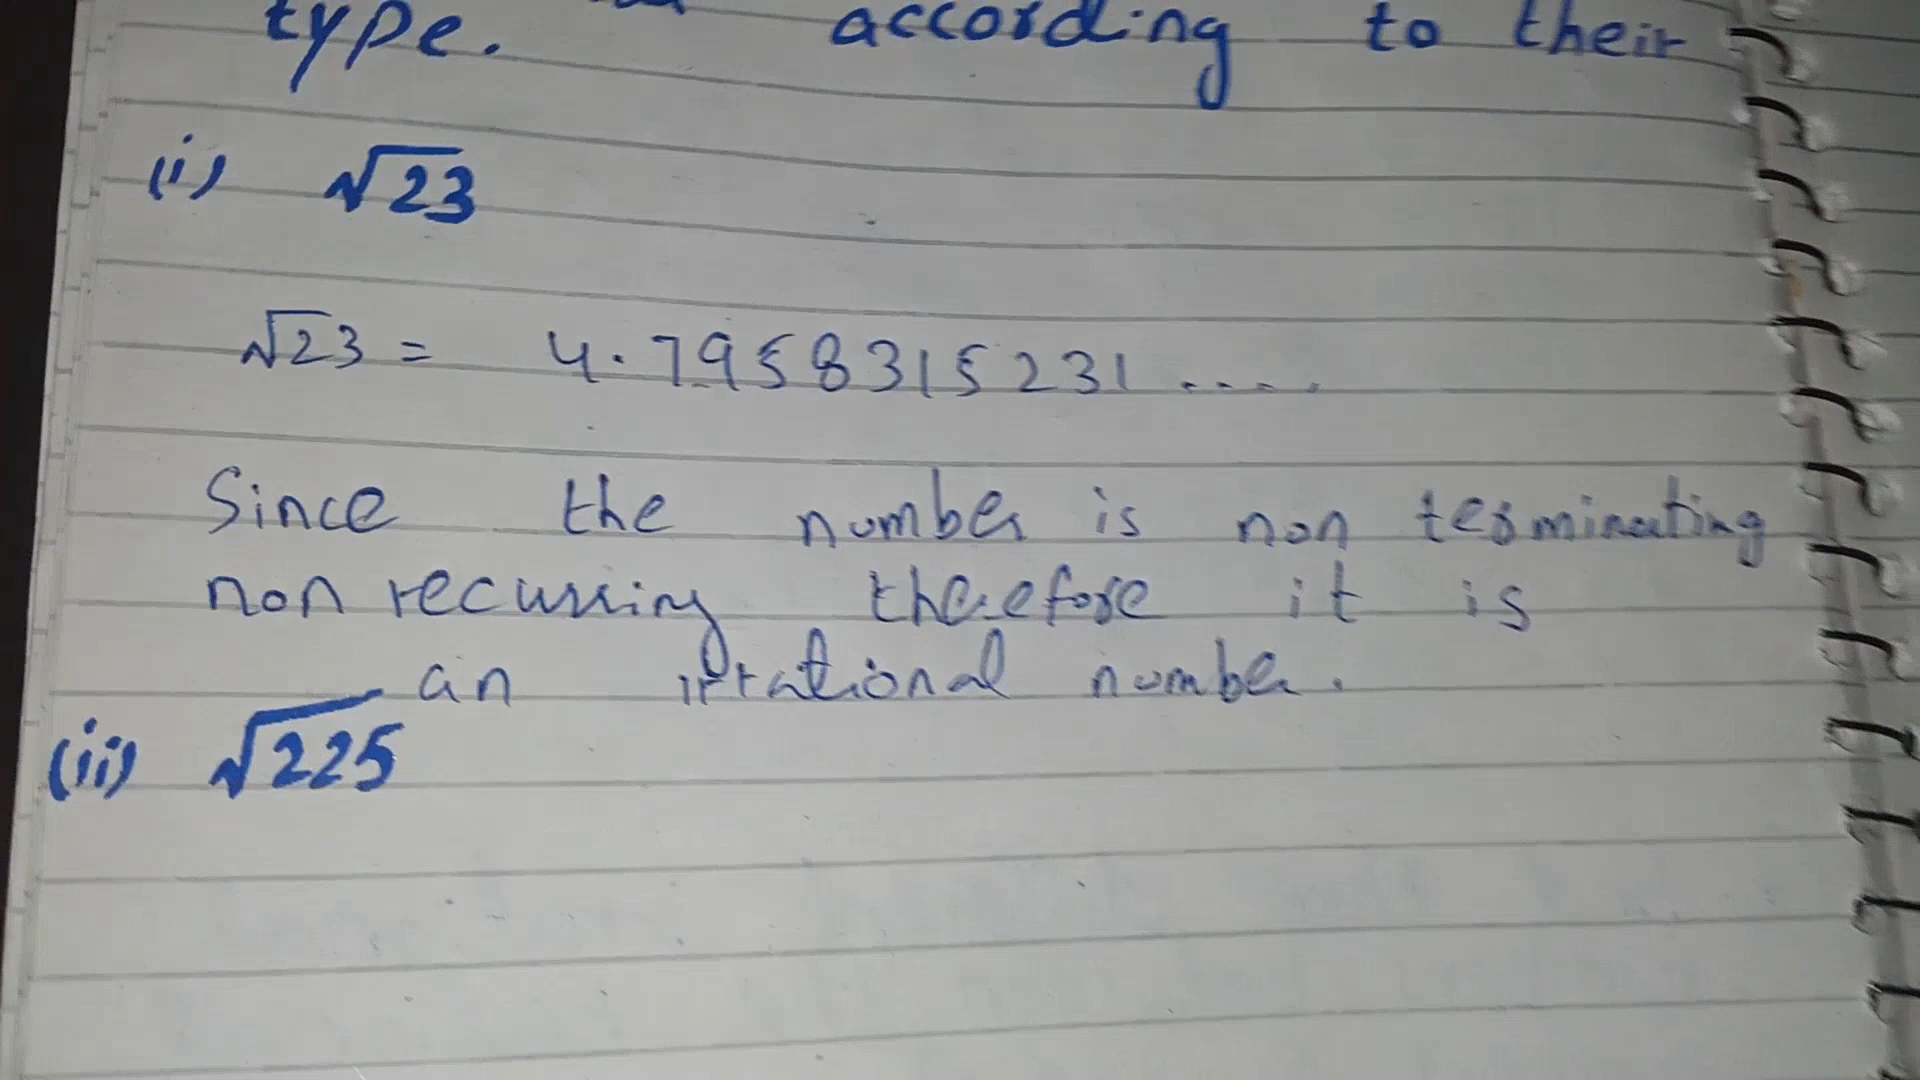 type. according to their
(i) √23
√23 = 4.7958315231 ....
Since the number is non terminating
non recurring therefore it is
an irrational number.
(ii) √225